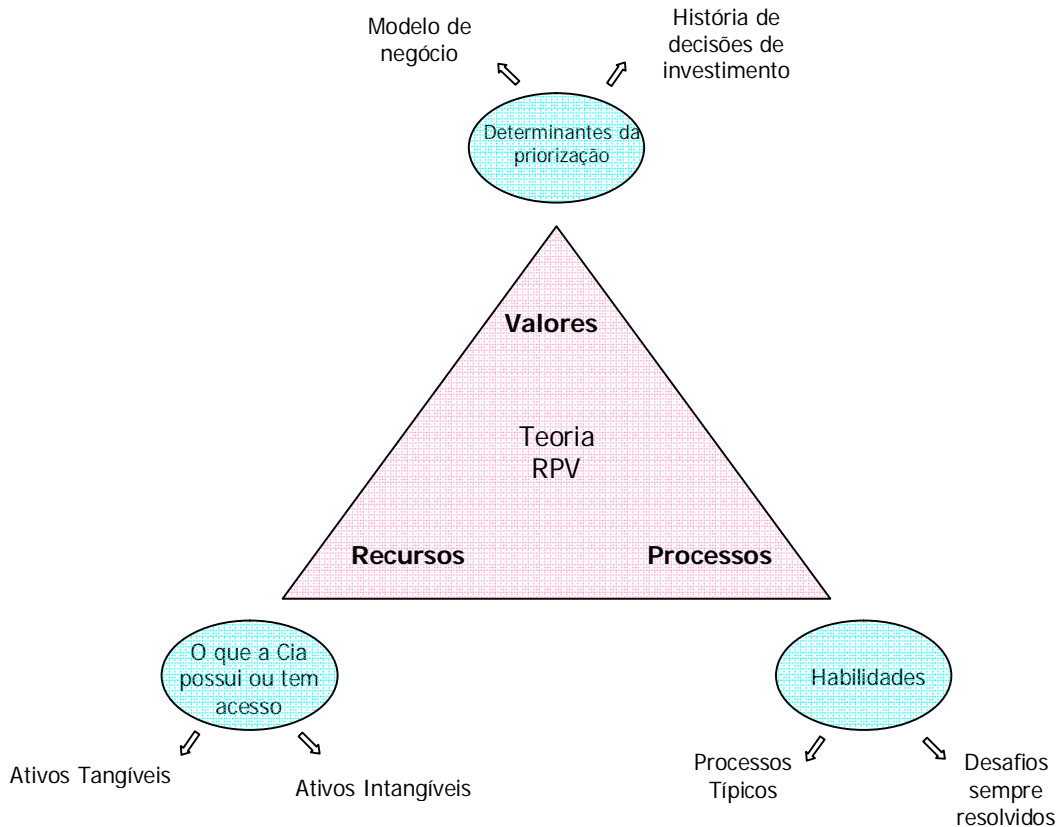 Modelo de
negócio
História de
decisões de
investimento
Determinantes da
priorização
Valores
Teoria
RPV
Recursos
Processos
O que a Cia
possui ou tem
acesso
Habilidades
Ativos Tangíveis
Ativos Intangíveis
Processos
Típicos
Desafios
sempre
resolvidos